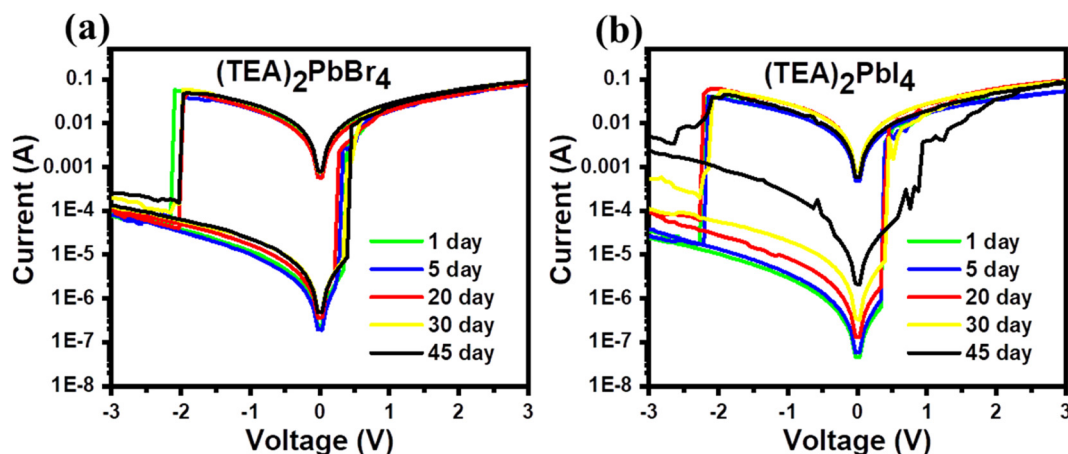 (a)
(TEA)2PbBr4
Current (A)
0.1
0.01
0.001
1E-4
1E-5
1E-6
1E-7
1E-8
1 day
5 day
20 day
30 day
45 day
-3 -2 -1 0 1 2 3
Voltage (V)
(b)
(TEA)2PbI4
Current (A)
0.1
0.01
0.001
1E-4
1E-5
1E-6
1E-7
1E-8
1 day
5 day
20 day
30 day
45 day
-3 -2 -1 0 1 2 3
Voltage (V)